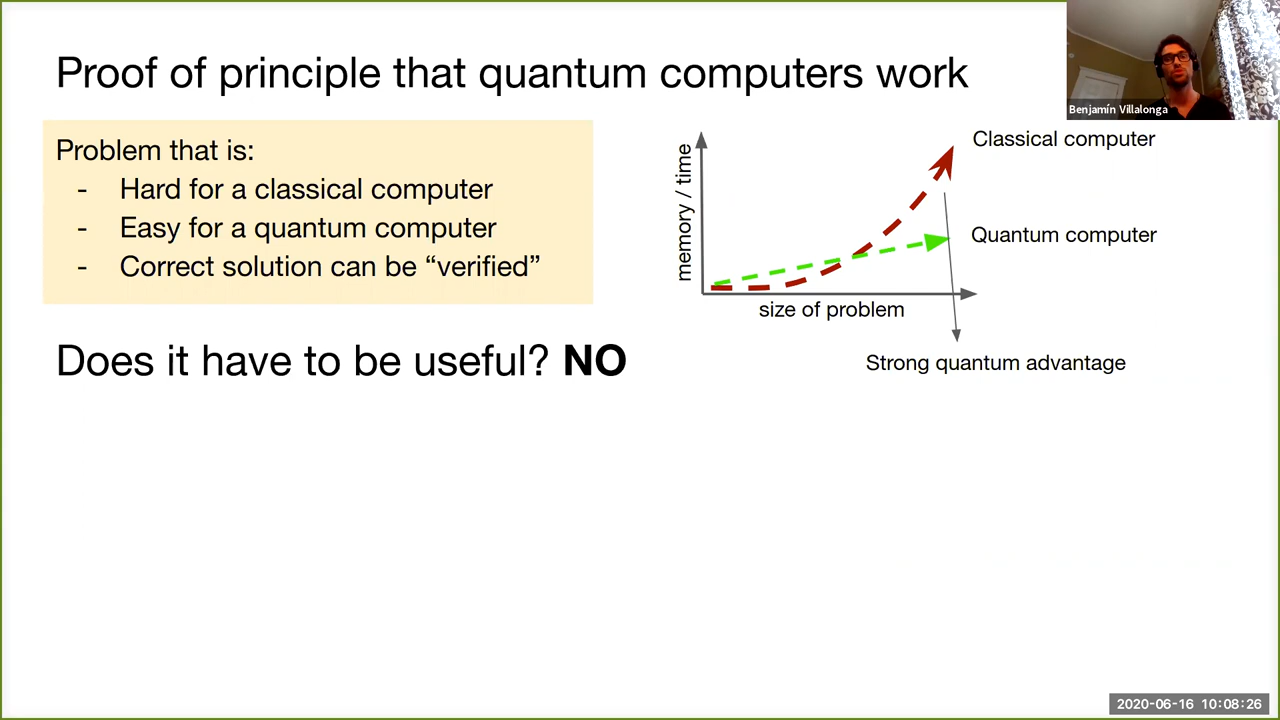 Proof of principle that quantum computers work
Benjamín Villalonga
Problem that is:
- Hard for a classical computer
- Easy for a quantum computer
- Correct solution can be “verified”
Does it have to be useful? NO
memory / time
size of problem
Classical computer
Quantum computer
Strong quantum advantage
2020-06-16 10:08:26